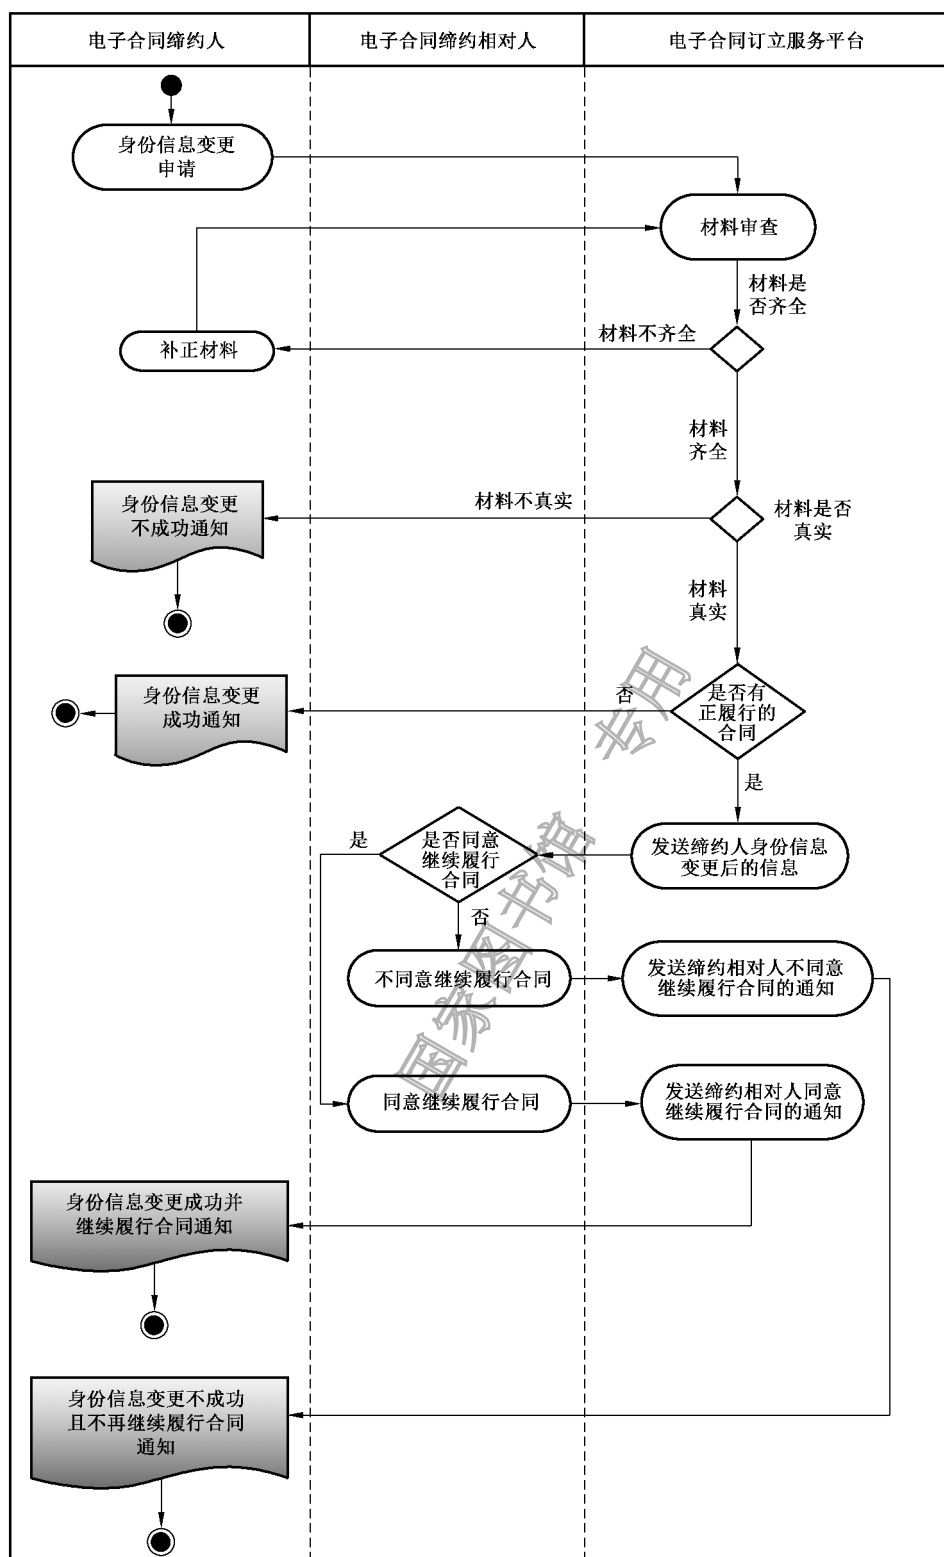 电子合同缔约人
电子合同缔约相对人
电子合同订立服务平台
身份信息变更
申请
材料审查
材料是
否齐全
材料不齐全
补正材料
材料
齐全
身份信息变更
不成功通知
材料不真实
材料是否
真实
材料
真实
身份信息变更
成功通知
否
是否有
正履行的
合同
是
是
是否同意
继续履行
合同
发送缔约人身份信息
变更后的信息
否
不同意继续履行合同
发送缔约相对人不同意
继续履行合同的通知
同意继续履行合同
发送缔约相对人同意
继续履行合同的通知
身份信息变更成功并
继续履行合同通知
身份信息变更不成功
且不再继续履行合同
通知
国家图书馆 专用